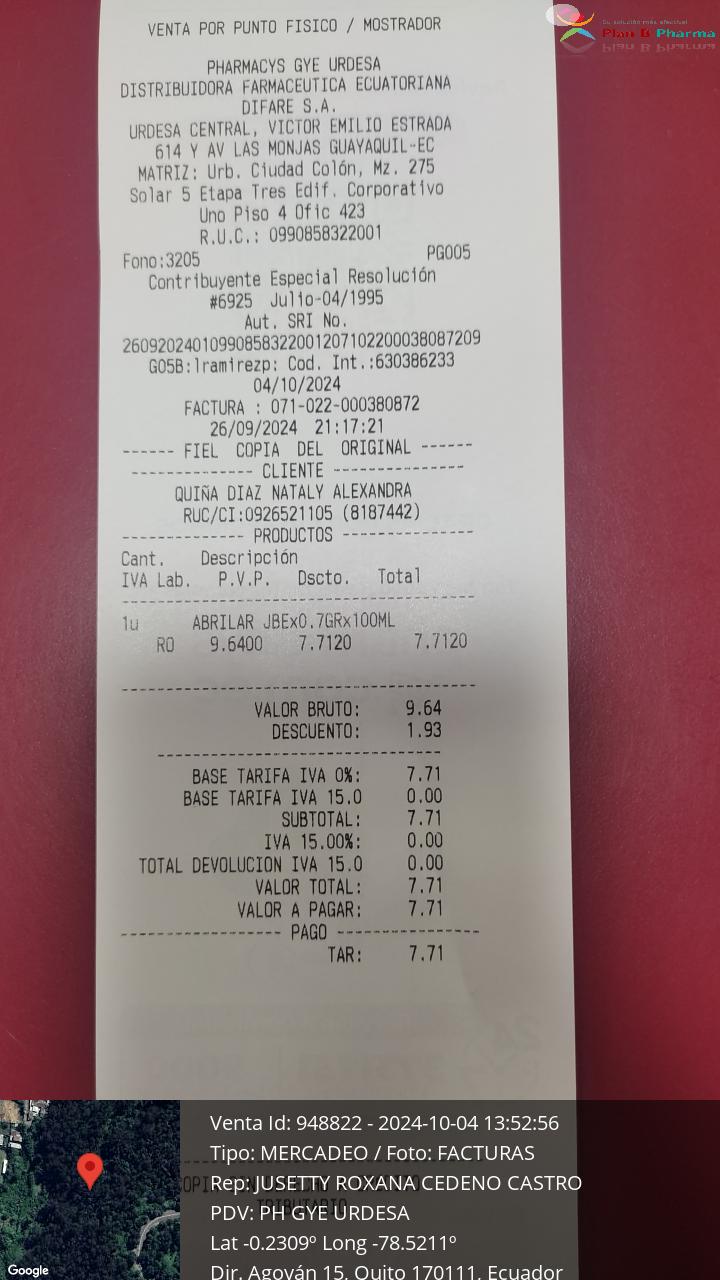 Su solución más efectiva!
Plan B Pharma
VENTA POR PUNTO FISICO / MOSTRADOR
PHARMACYS GYE URDESA
DISTRIBUIDORA FARMACEUTICA ECUATORIANA
DIFARE S.A.
URDESA CENTRAL, VICTOR EMILIO ESTRADA
614 Y AV LAS MONJAS GUAYAQUIL-EC
MATRIZ: Urb. Ciudad Colón, Mz. 275
Solar 5 Etapa Tres Edif. Corporativo
Uno Piso 4 Ofic 423
R.U.C.: 0990858322001
Fono:3205 PG005
Contribuyente Especial Resolución
#6925 Julio-04/1995
Aut. SRI No.
2609202401099085832200120710220003808720​9
G05B:lramirezp: Cod. Int.:630386233
04/10/2024
FACTURA : 071-022-000380872
26/09/2024 21:17:21
------ FIEL COPIA DEL ORIGINAL ------
-------------- CLIENTE ---------------
QUIÑA DIAZ NATALY ALEXANDRA
RUC/CI:0926521105 (8187442)
-------------- PRODUCTOS ---------------
Cant. Descripción
IVA Lab. P.V.P. Dscto. Total
1u ABRILAR JBEx0.7GRx100ML
RO 9.6400 7.7120 7.7120
VALOR BRUTO: 9.64
DESCUENTO: 1.93
BASE TARIFA IVA 0%: 7.71
BASE TARIFA IVA 15.0 0.00
SUBTOTAL: 7.71
IVA 15.00%: 0.00
TOTAL DEVOLUCION IVA 15.0 0.00
VALOR TOTAL: 7.71
VALOR A PAGAR: 7.71
------------------ PAGO ----------------
TAR: 7.71
Venta Id: 948822 - 2024-10-04 13:52:56
Tipo: MERCADEO / Foto: FACTURAS
Rep: JUSETTY ROXANA CEDENO CASTRO
PDV: PH GYE URDESA
Lat -0.2309º Long -78.5211º
Dir. Agoyán 15, Quito 170111, Ecuador
Google